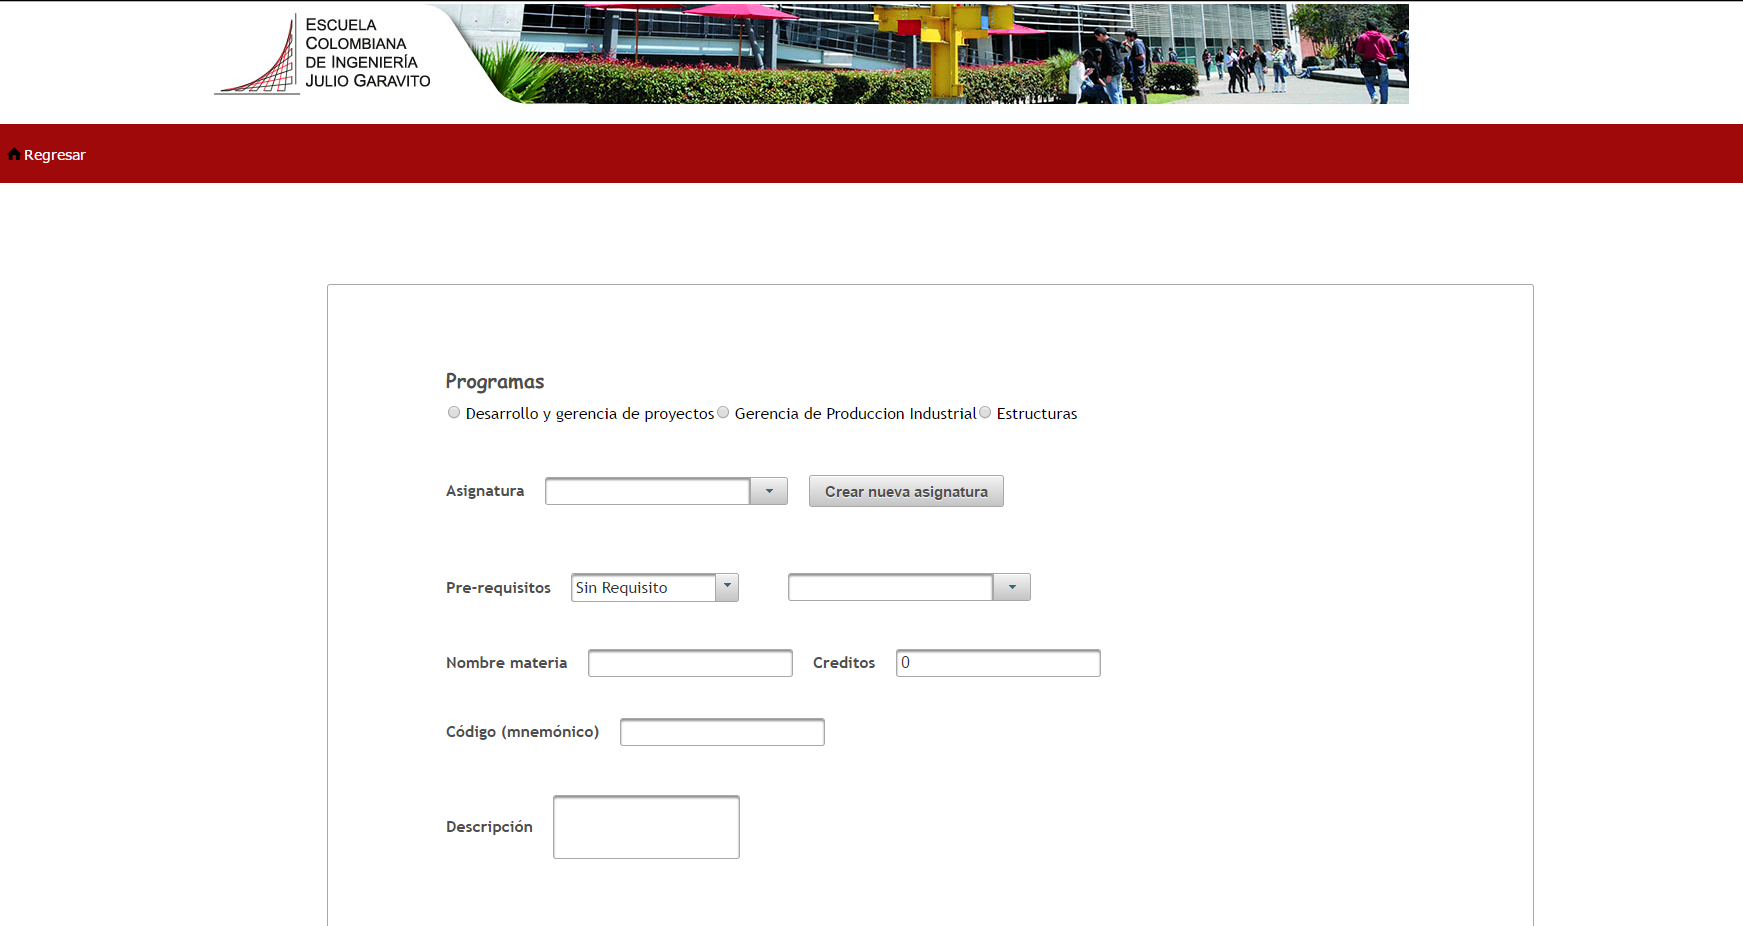 ESCUELA
COLOMBIANA
DE INGENIERÍA
JULIO GARAVITO
Regresar
Programas
Desarrollo y gerencia de proyectos Gerencia de Produccion Industrial Estructuras
Asignatura Crear nueva asignatura
Pre-requisitos Sin Requisito
Nombre materia Creditos 0
Código (mnemónico)
Descripción